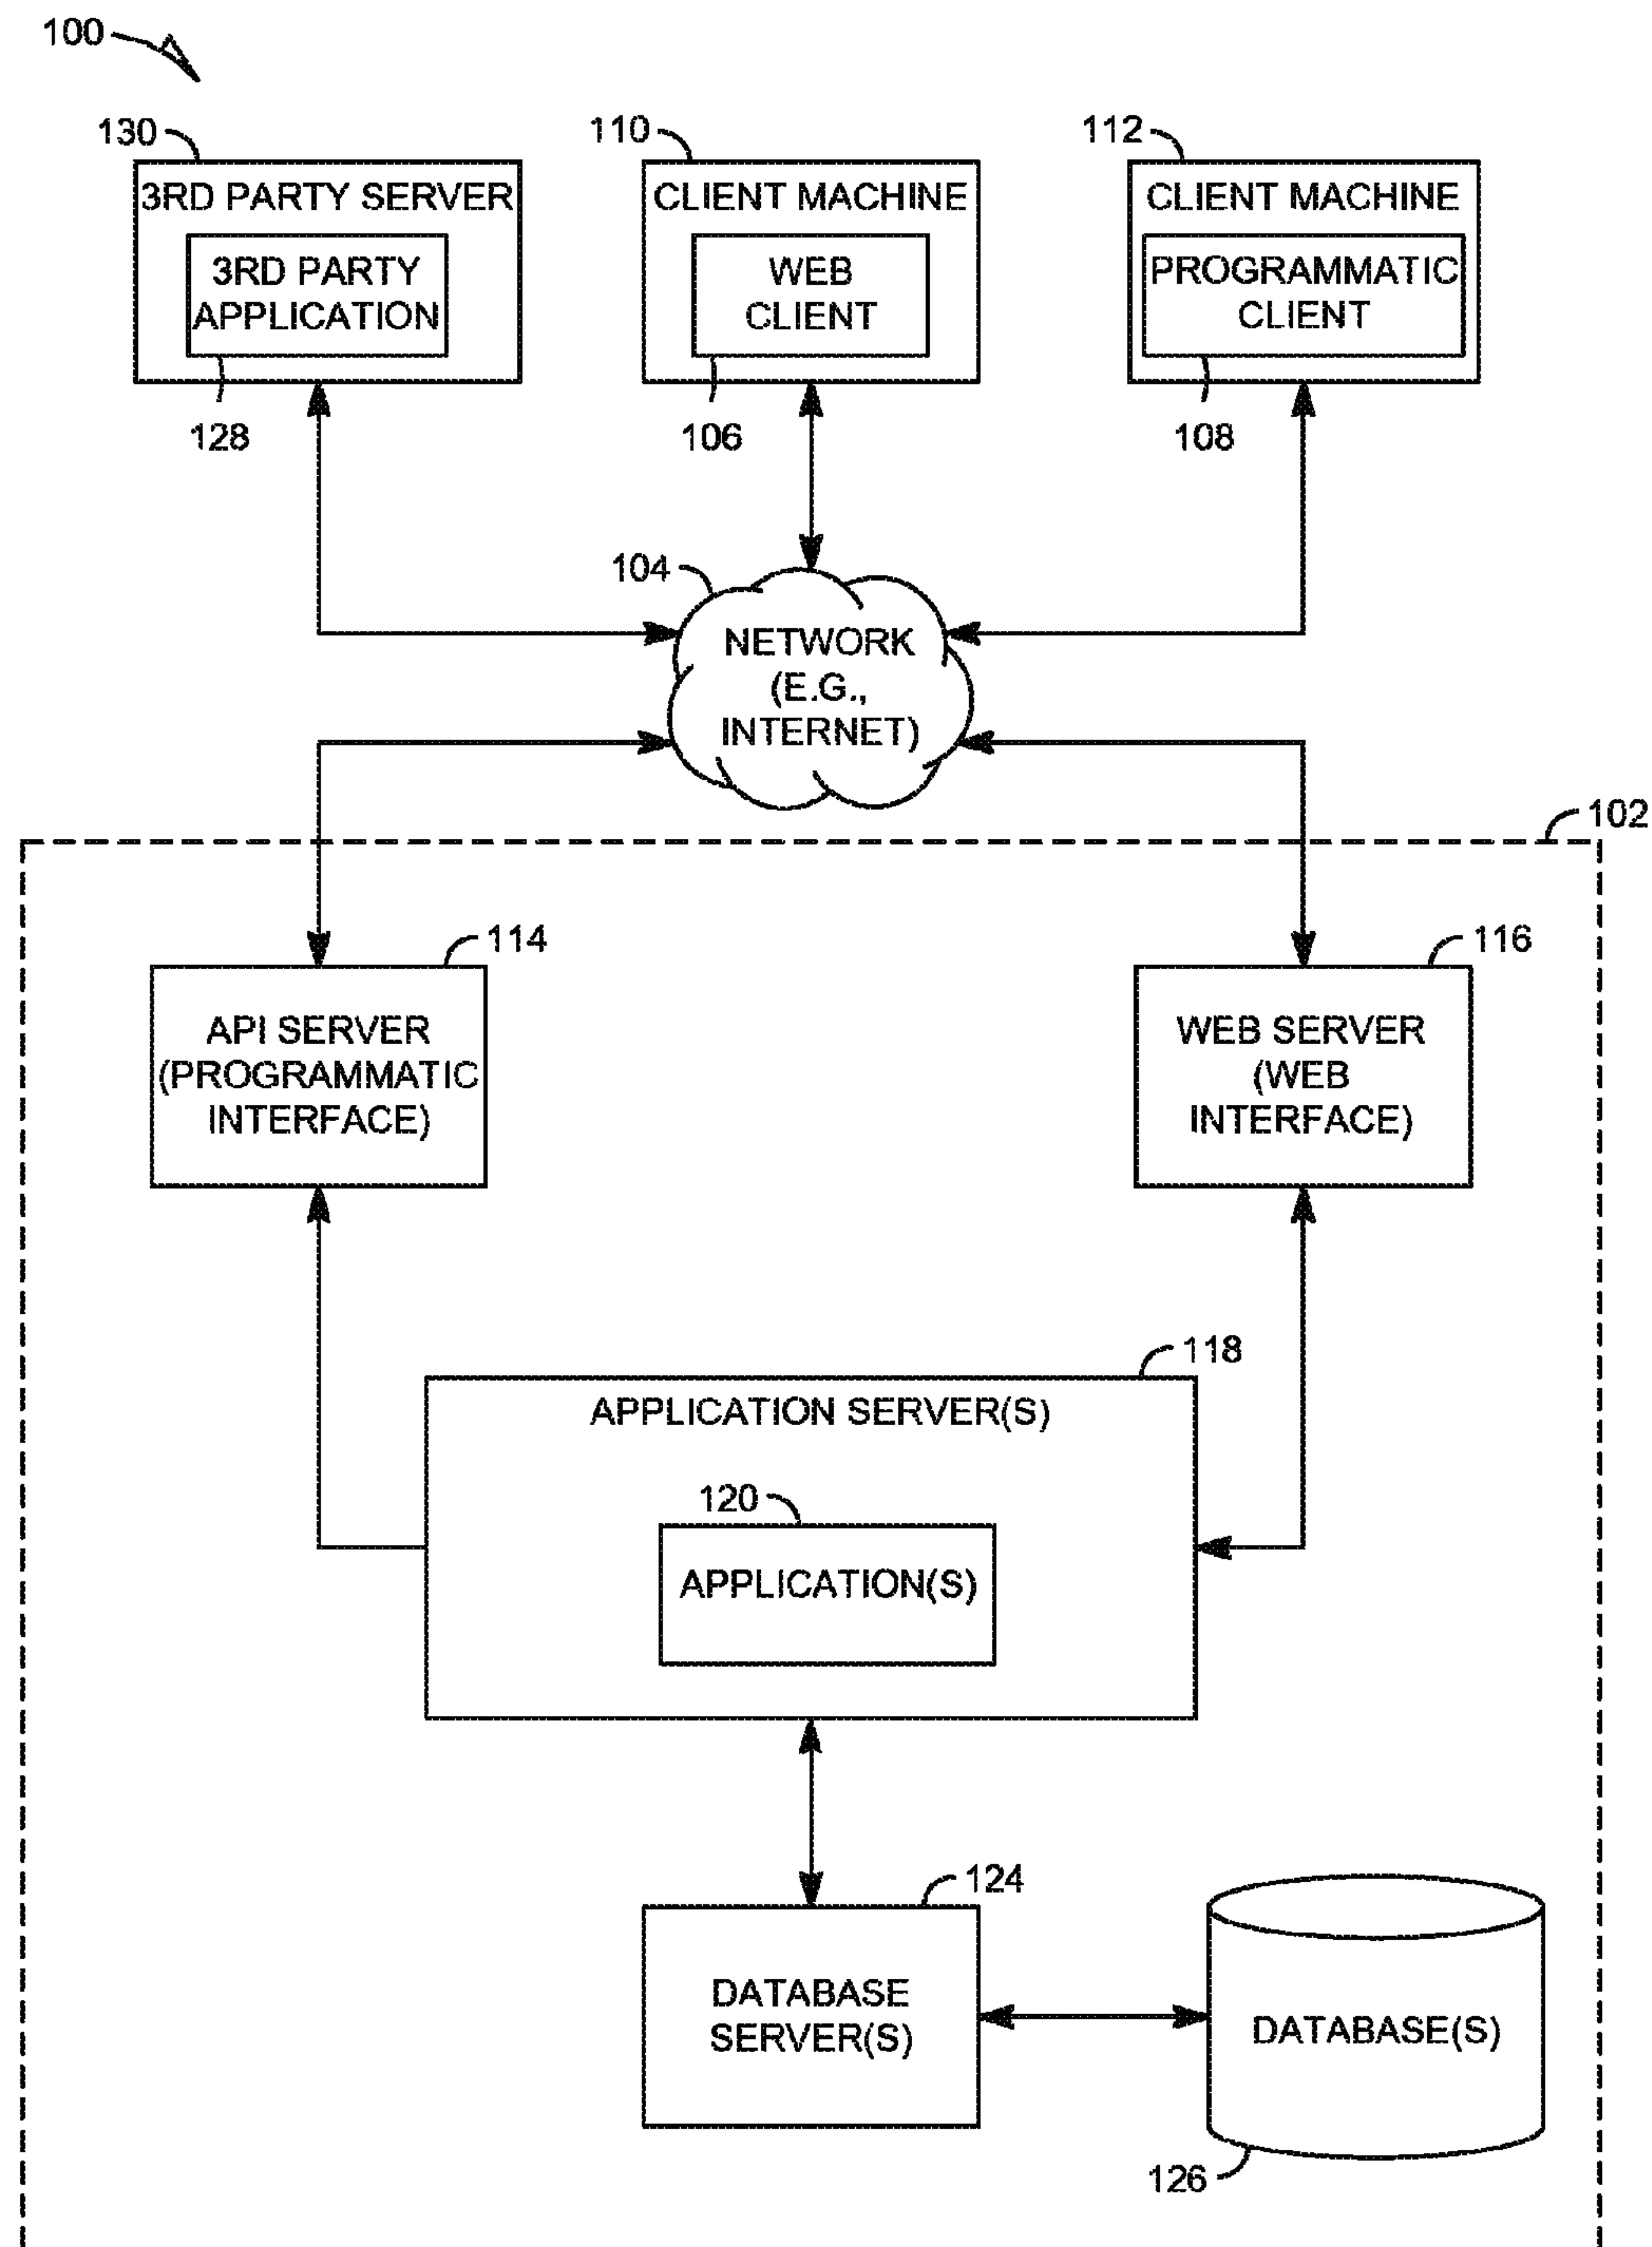 100
130
110
112
3RD PARTY SERVER
CLIENT MACHINE
CLIENT MACHINE
3RD PARTY
APPLICATION
WEB
CLIENT
PROGRAMMATIC
CLIENT
128
106
108
104
NETWORK
(E.G.,
INTERNET)
102
114
116
API SERVER
(PROGRAMMATIC
INTERFACE)
WEB SERVER
(WEB
INTERFACE)
118
APPLICATION SERVER(S)
120
APPLICATION(S)
124
DATABASE
SERVER(S)
DATABASE(S)
126